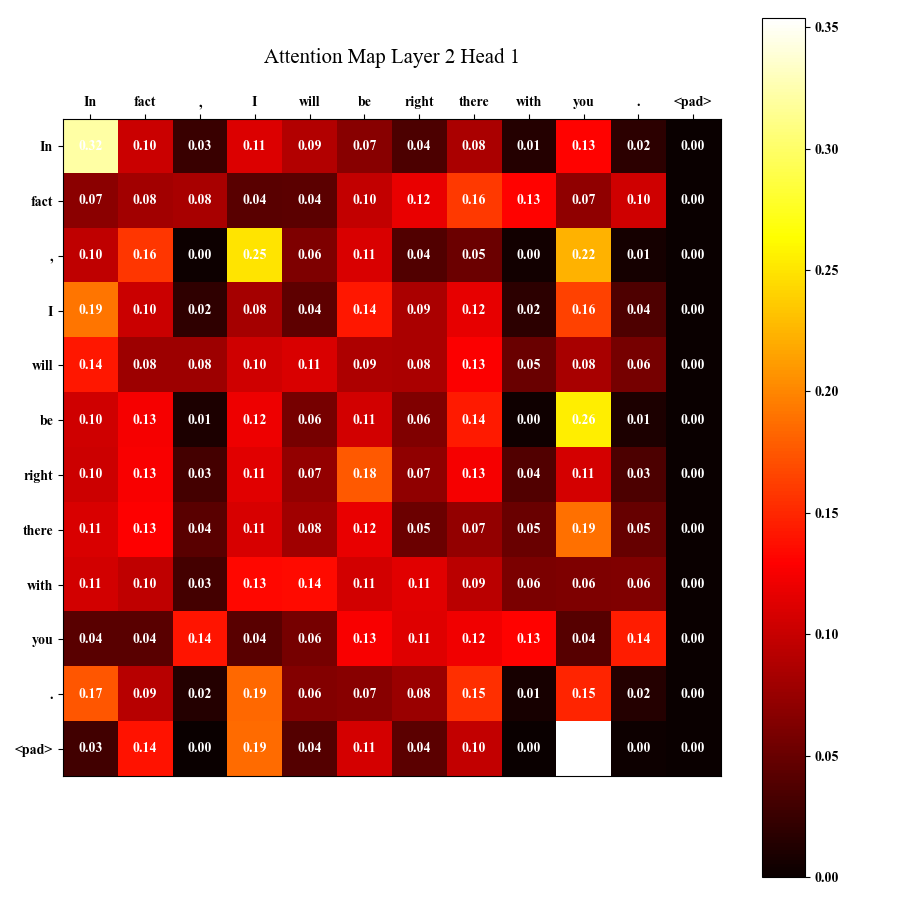 Attention Map Layer 2 Head 1
In fact , I will be right there with you . <pad>
In 0.32 0.10 0.03 0.11 0.09 0.07 0.04 0.08 0.01 0.13 0.02 0.00
fact 0.07 0.08 0.08 0.04 0.04 0.10 0.12 0.16 0.13 0.07 0.10 0.00
, 0.10 0.16 0.00 0.25 0.06 0.11 0.04 0.05 0.00 0.22 0.01 0.00
I 0.19 0.10 0.02 0.08 0.04 0.14 0.09 0.12 0.02 0.16 0.04 0.00
will 0.14 0.08 0.08 0.10 0.11 0.09 0.08 0.13 0.05 0.08 0.06 0.00
be 0.10 0.13 0.01 0.12 0.06 0.11 0.06 0.14 0.00 0.26 0.01 0.00
right 0.10 0.13 0.03 0.11 0.07 0.18 0.07 0.13 0.04 0.11 0.03 0.00
there 0.11 0.13 0.04 0.11 0.08 0.12 0.05 0.07 0.05 0.19 0.05 0.00
with 0.11 0.10 0.03 0.13 0.14 0.11 0.11 0.09 0.06 0.06 0.06 0.00
you 0.04 0.04 0.14 0.04 0.06 0.13 0.11 0.12 0.13 0.04 0.14 0.00
. 0.17 0.09 0.02 0.19 0.06 0.07 0.08 0.15 0.01 0.15 0.02 0.00
<pad> 0.03 0.14 0.00 0.19 0.04 0.11 0.04 0.10 0.00 0.00 0.00
0.35
0.30
0.25
0.20
0.15
0.10
0.05
0.00